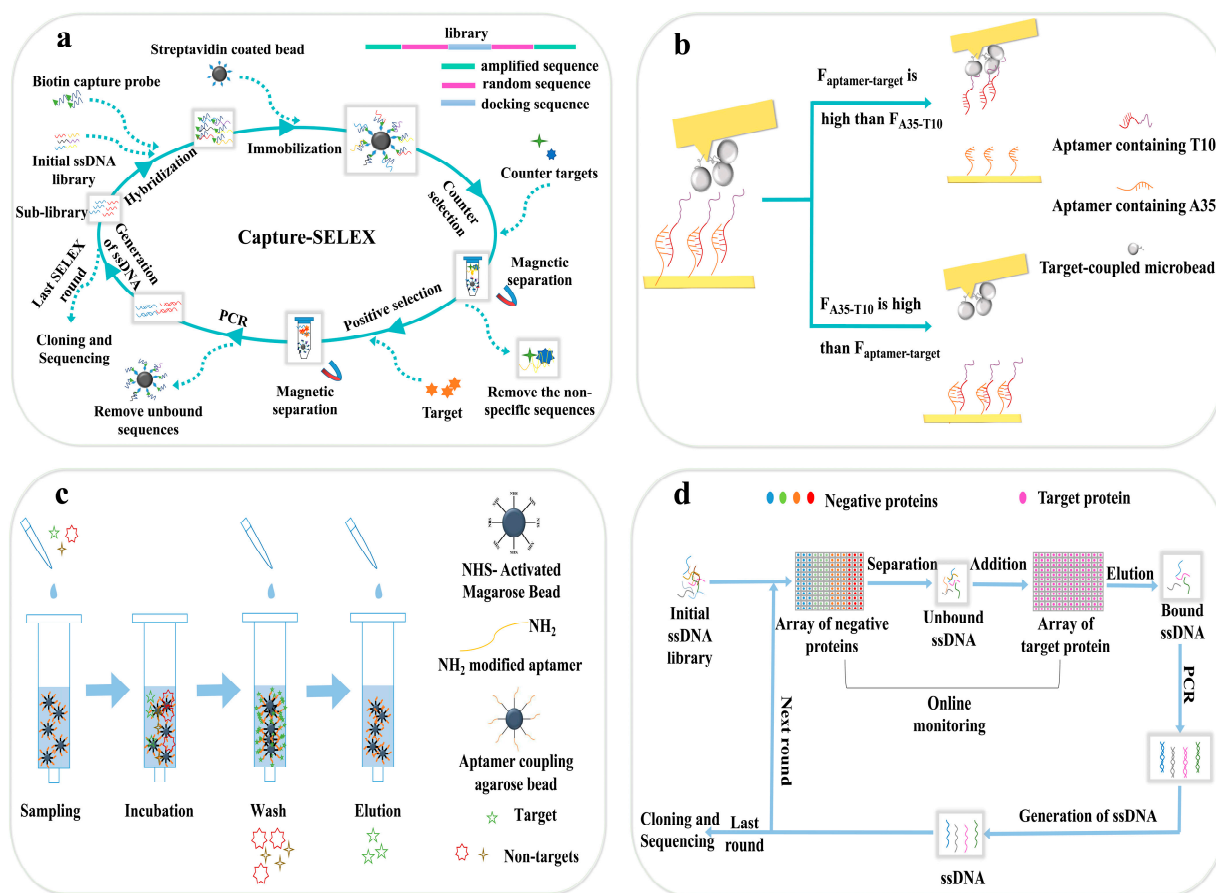 a
Streptavidin coated bead
library
amplified sequence
random sequence
docking sequence
Biotin capture probe
Initial ssDNA
library
Hybridization
Immobilization
Counter targets
Counter
selection
Sub-library
Capture-SELEX
Generation
of ssDNA
Last SELEX
round
Magnetic
separation
Cloning and
Sequencing
PCR
Positive selection
Remove unbound
sequences
Magnetic
separation
Target
Remove the non-
specific sequences
b
Faptamer-target is
high than FA35-T10
Aptamer containing T10
Aptamer containing A35
Target-coupled microbead
FA35-T10 is high
than Faptamer-target
c
NHS
NHS
NHS
NHS
NHS- Activated
Magarose Bead
NH2
NH2 modified aptamer
Aptamer coupling
agarose bead
Sampling
Incubation
Wash
Elution
Target
Non-targets
d
Negative proteins
Target protein
Initial
ssDNA
library
Separation
Addition
Elution
Array of negative
proteins
Unbound
ssDNA
Array of
target protein
Bound
ssDNA
Online
monitoring
PCR
Next round
Generation of ssDNA
Cloning and
Sequencing
Last
round
ssDNA